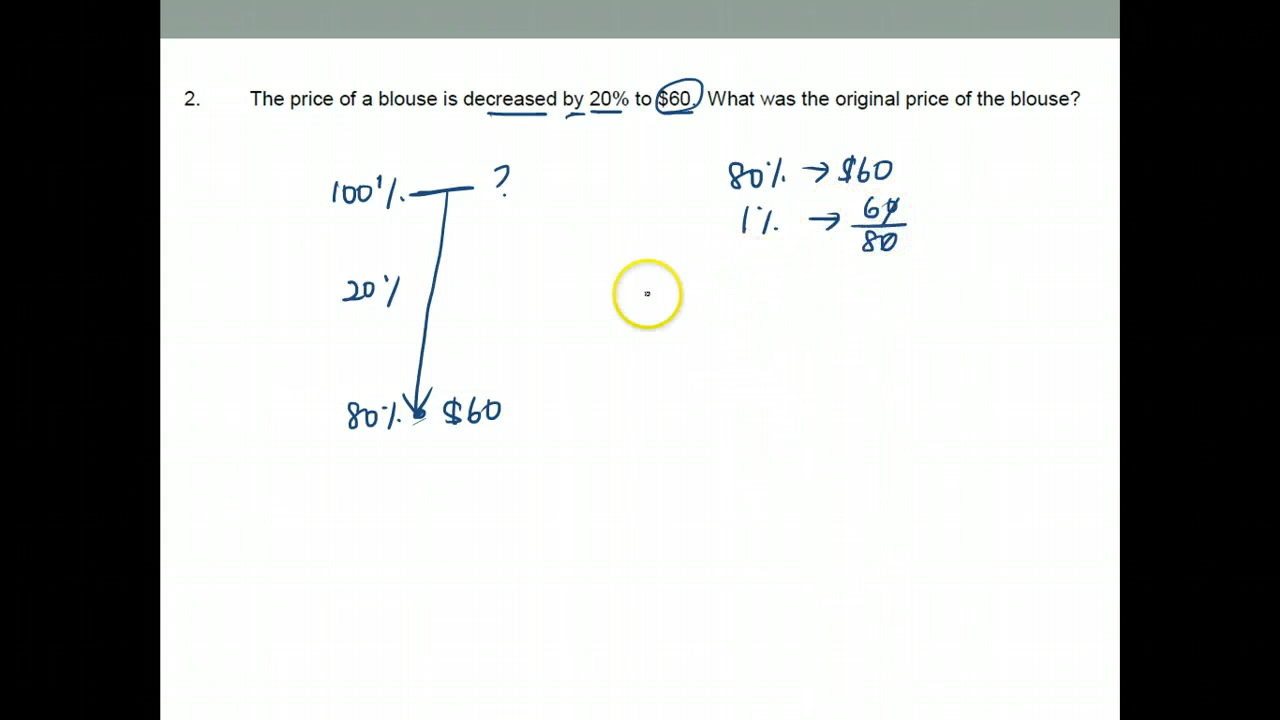 2. The price of a blouse is decreased by 20% to $60. What was the original price of the blouse?
100% ?
20%
80% $60
80% → $60
1% → 60/80